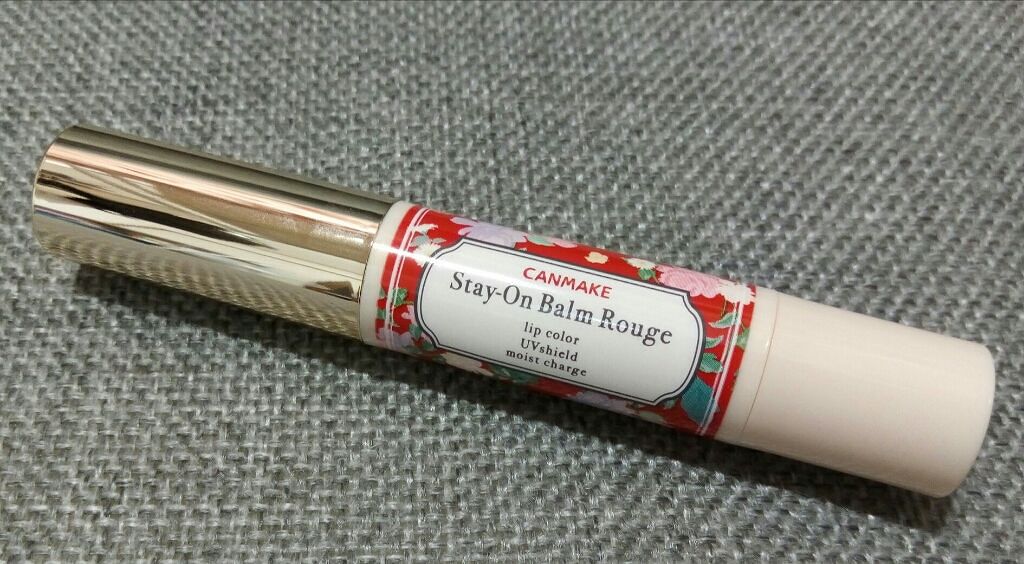 CANMAKE
Stay-On Balm Rouge
lip color
UVshield
moist charge